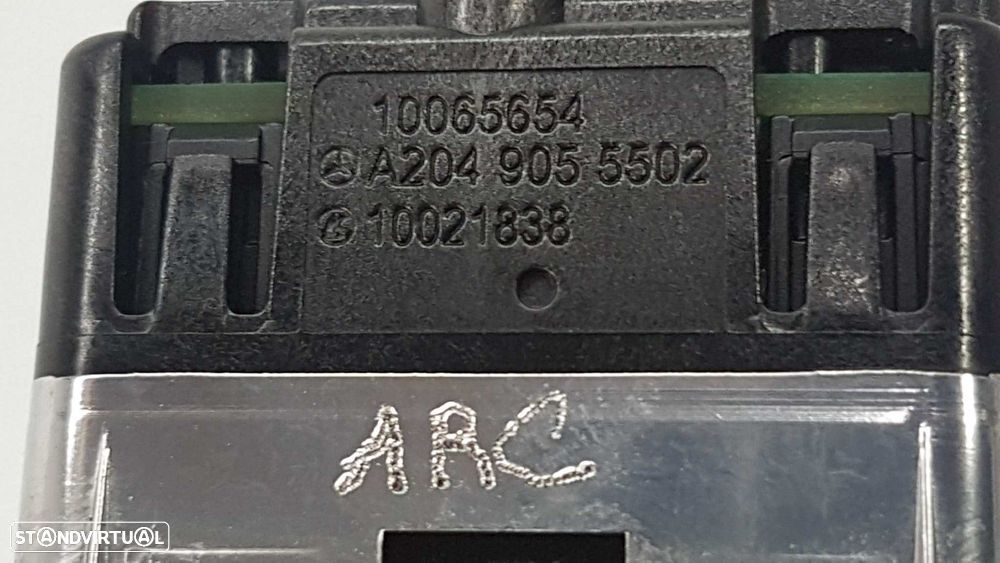 10065654
A204 905 5502
10021838
ARC
STANDVIRTUAL